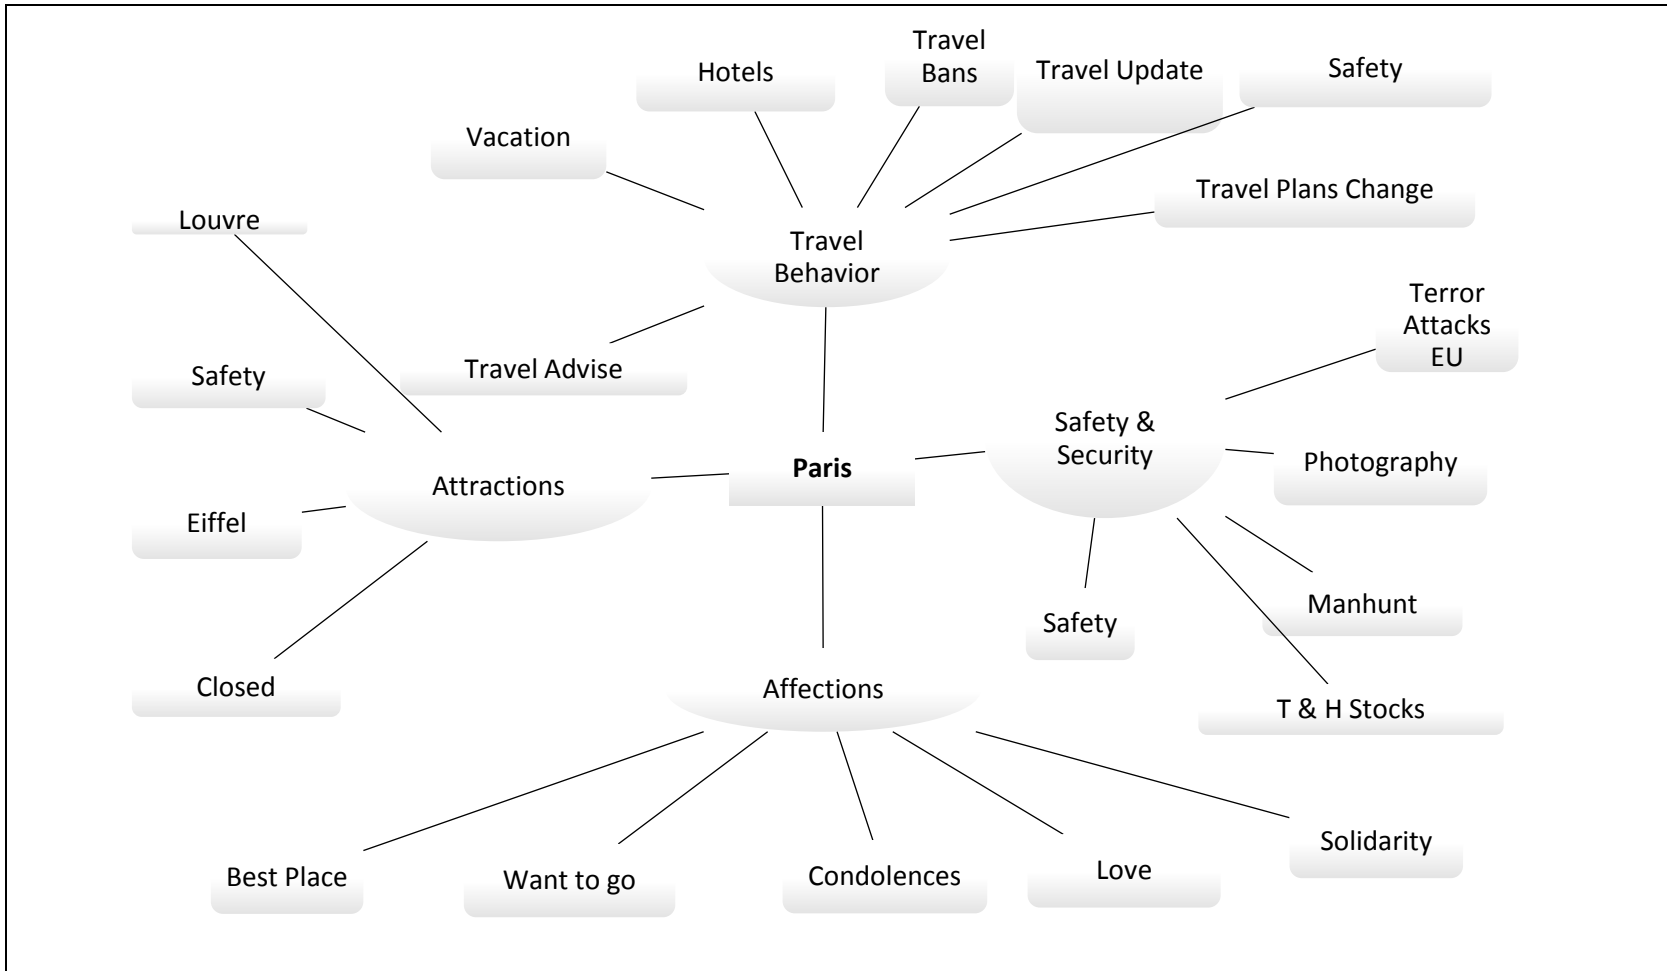 Travel
Bans
Hotels
Travel Update
Safety
Vacation
Travel Plans Change
Louvre
Travel
Behavior
Terror
Attacks
EU
Safety
Travel Advise
Safety &
Security
Paris
Photography
Attractions
Eiffel
Manhunt
Safety
Closed
Affections
T & H Stocks
Solidarity
Best Place
Want to go
Condolences
Love